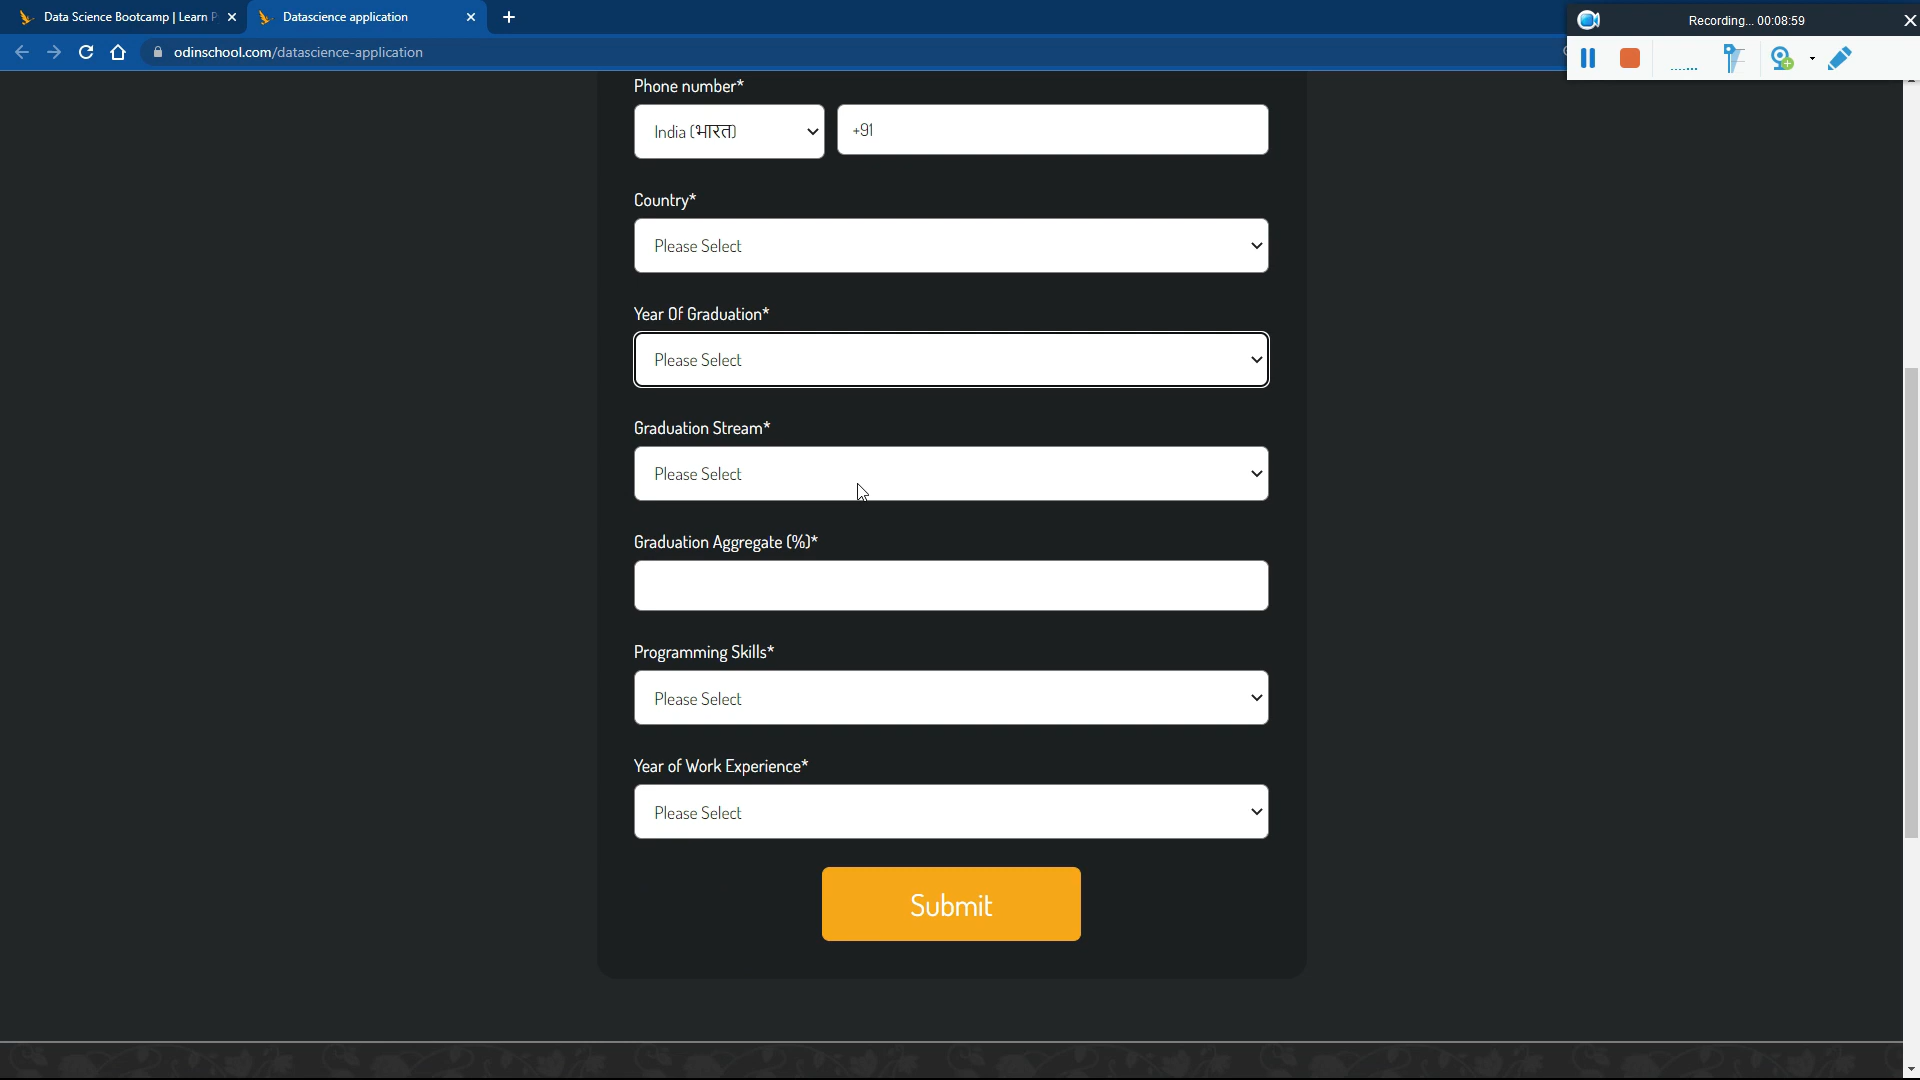 Data Science Bootcamp | Learn P
Datascience application
Recording... 00:08:59
odinschool.com/datascience-application
Phone number*
India (भारत)
+91
Country*
Please Select
Year Of Graduation*
Please Select
Graduation Stream*
Please Select
Graduation Aggregate (%)*
Programming Skills*
Please Select
Year of Work Experience*
Please Select
Submit